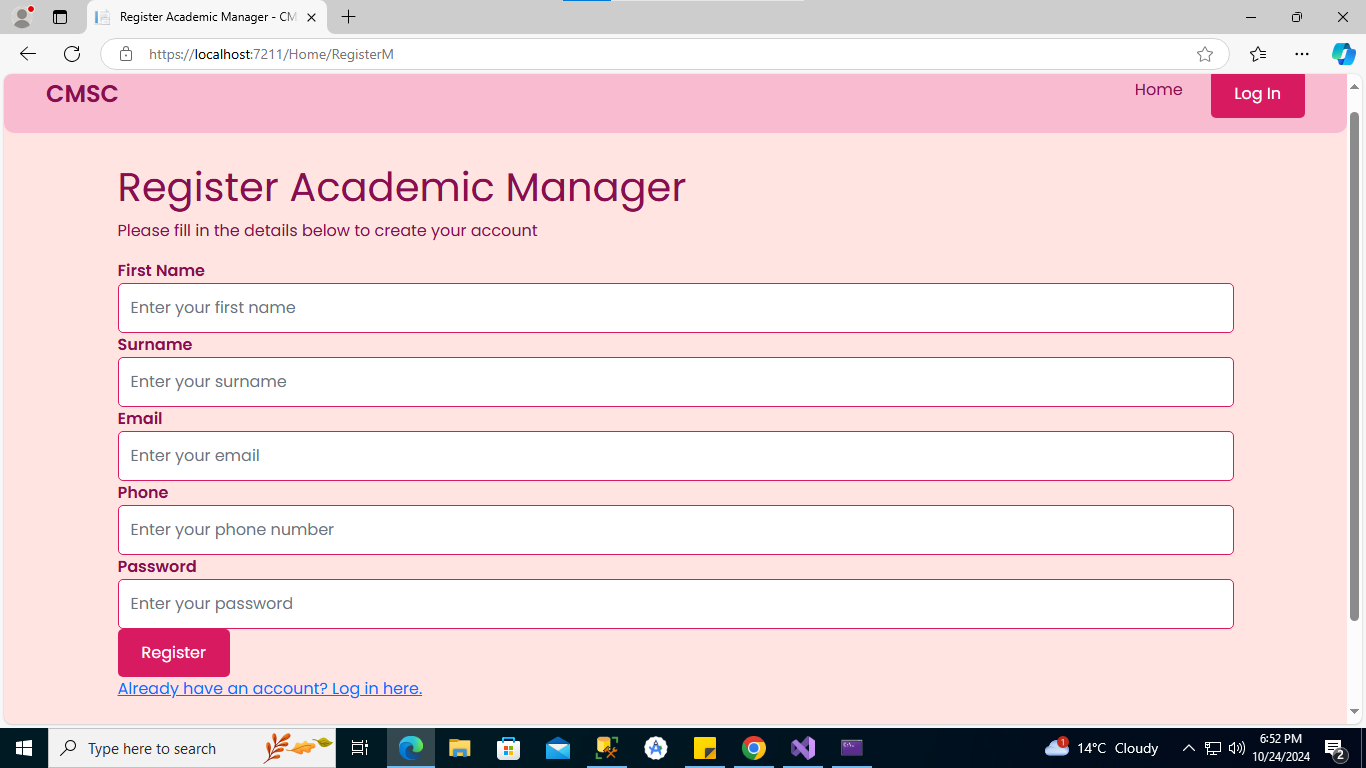 Register Academic Manager - CM
https://localhost:7211/Home/RegisterM
CMSC
Home
Log In
Register Academic Manager
Please fill in the details below to create your account
First Name
Enter your first name
Surname
Enter your surname
Email
Enter your email
Phone
Enter your phone number
Password
Enter your password
Register
Already have an account? Log in here.
Type here to search
1
14°C Cloudy
6:52 PM
10/24/2024
2